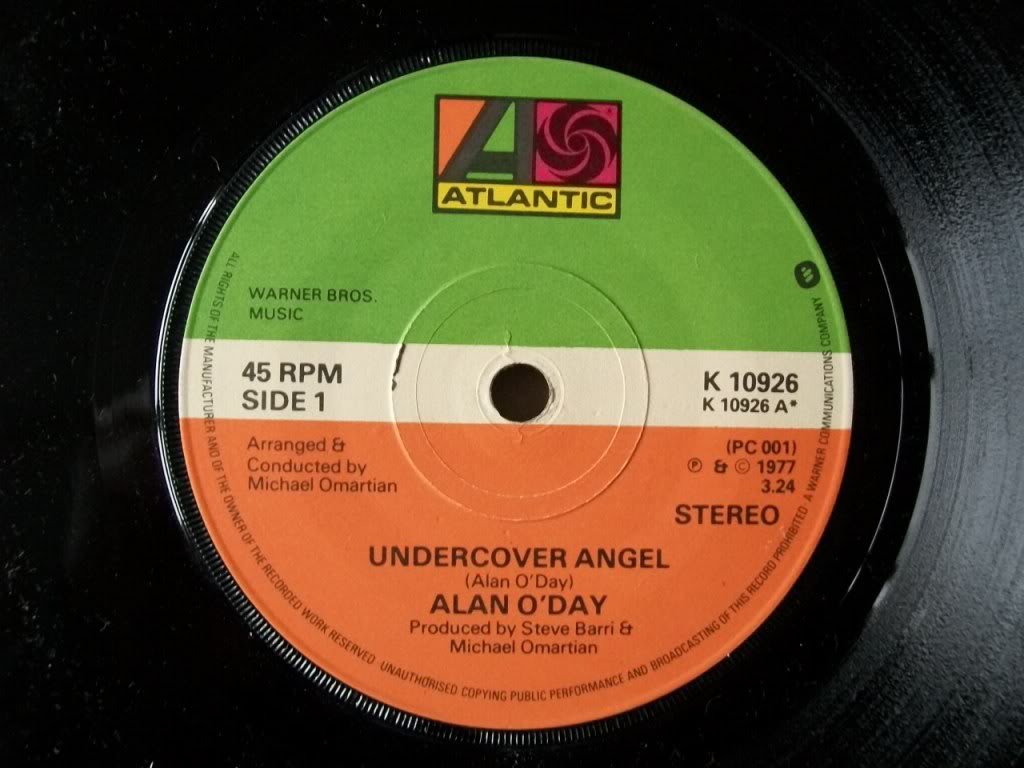 ATLANTIC
WARNER BROS.
MUSIC
45 RPM
SIDE 1
K 10926
K 10926 A*
Arranged &
Conducted by
Michael Omartian
(PC 001)
℗ & © 1977
3.24
STEREO
UNDERCOVER ANGEL
(Alan O'Day)
ALAN O'DAY
Produced by Steve Barri &
Michael Omartian
ALL RIGHTS OF THE MANUFACTURER AND OF THE OWNER OF THE RECORDED WORK RESERVED UNAUTHORISED COPYING PUBLIC PERFORMANCE AND BROADCASTING OF THIS RECORD PROHIBITED A WARNER COMMUNICATIONS COMPANY